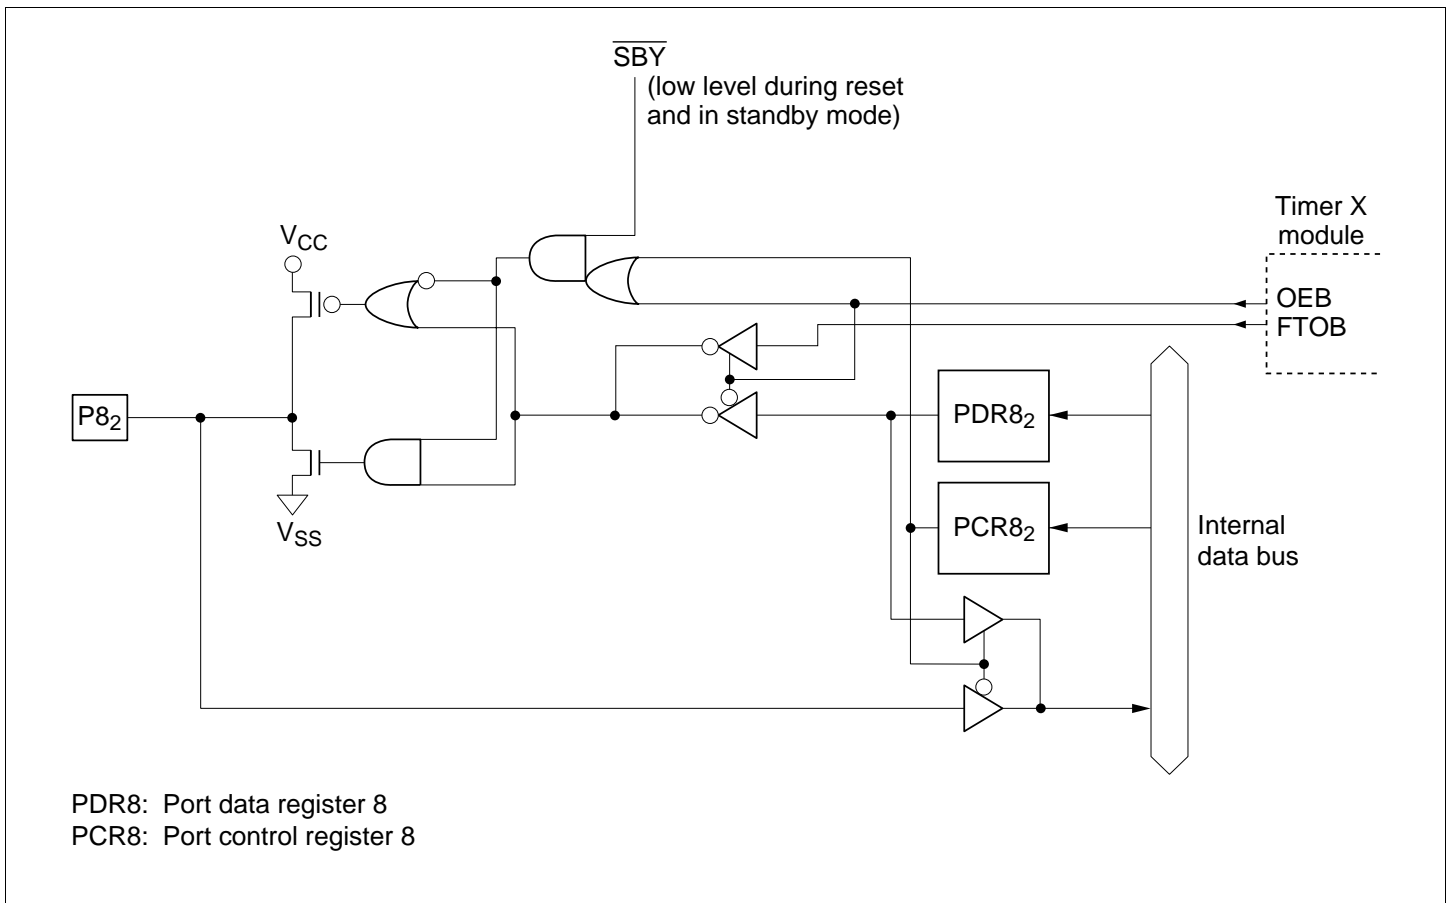 SBY
(low level during reset
and in standby mode)
Timer X
module
VCC
OEB
FTOB
P82
PDR82
PCR82
VSS
Internal
data bus
PDR8: Port data register 8
PCR8: Port control register 8